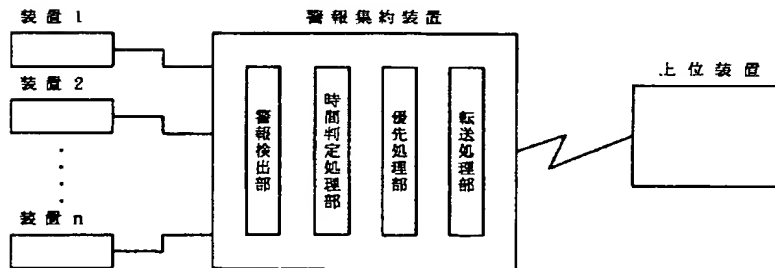 装置1
警報集約装置
上位装置
装置2
装置n
警報検出部
時間判定処理部
優先処理部
転送処理部